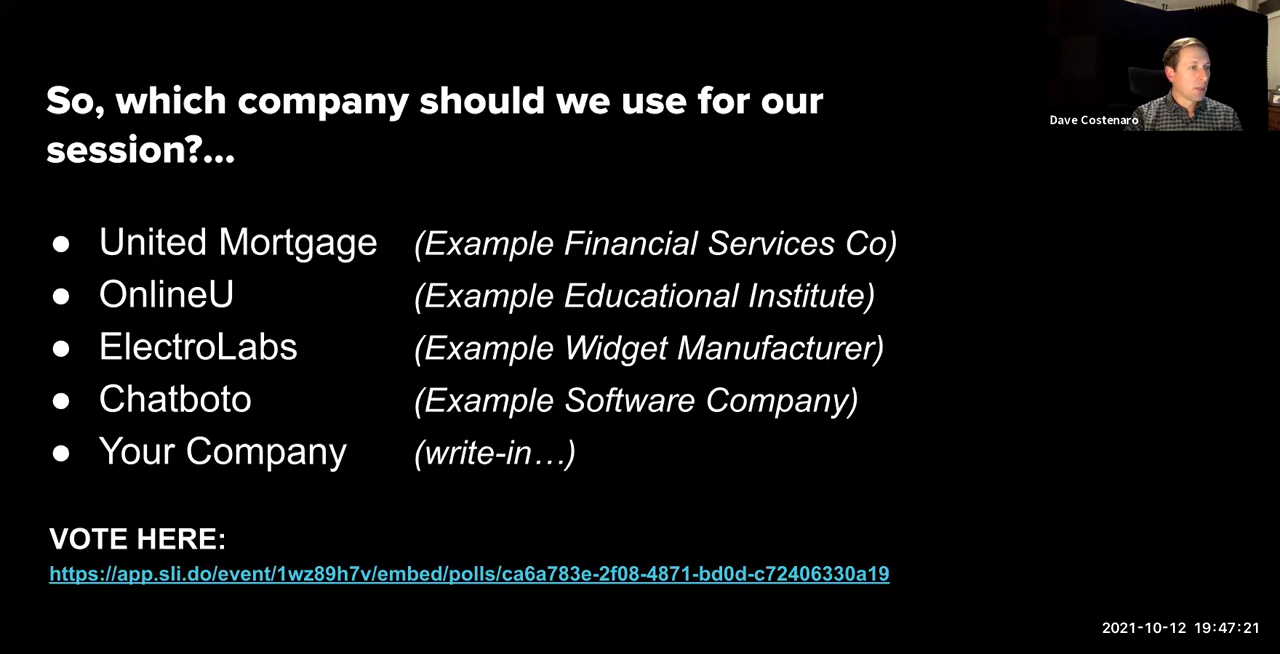 So, which company should we use for our
session?...
Dave Costenaro
● United Mortgage (Example Financial Services Co)
● OnlineU (Example Educational Institute)
● ElectroLabs (Example Widget Manufacturer)
● Chatboto (Example Software Company)
● Your Company (write-in…)
VOTE HERE:
https://app.sli.do/event/1wz89h7v/embed/polls/ca6a783e-2f08-4871-bd0d-c72406330a19
2021-10-12 19:47:21